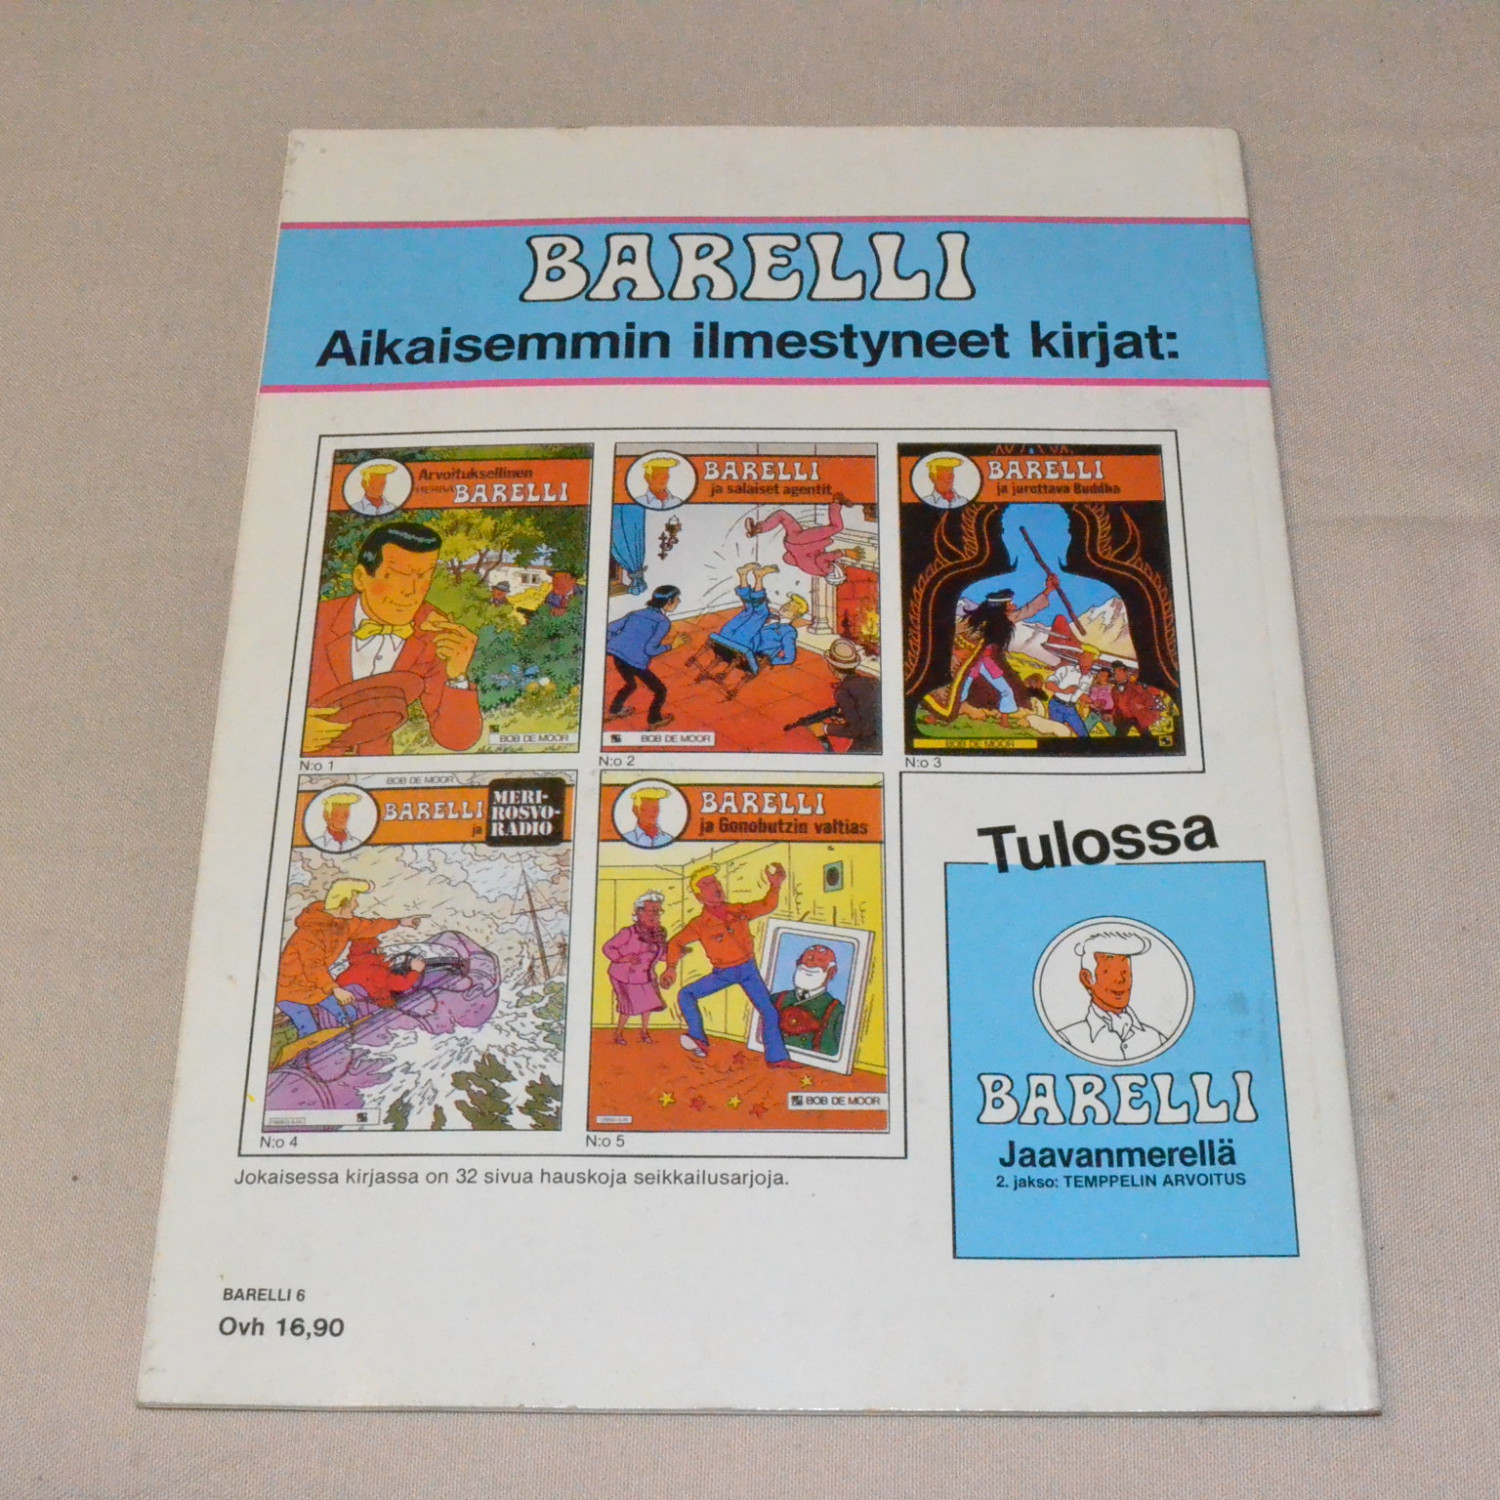 BARELLI
Aikaisemmin ilmestyneet kirjat:
Arvoituksellinen
HERRA BARELLI
BOB DE MOOR
N:o 1
BARELLI
ja salaiset agentit
BOB DE MOOR
N:o 2
BARELLI
ja jurottava Buddha
BOB DE MOOR
N:o 3
BOB DE MOOR
BARELLI
ja
MERI-
ROSVO-
RADIO
N:o 4
BARELLI
ja Gonobutzin valtias
BOB DE MOOR
N:o 5
Jokaisessa kirjassa on 32 sivua hauskoja seikkailusarjoja.
Tulossa
BARELLI
Jaavanmerellä
2. jakso: TEMPPELIN ARVOITUS
BARELLI 6
Ovh 16,90